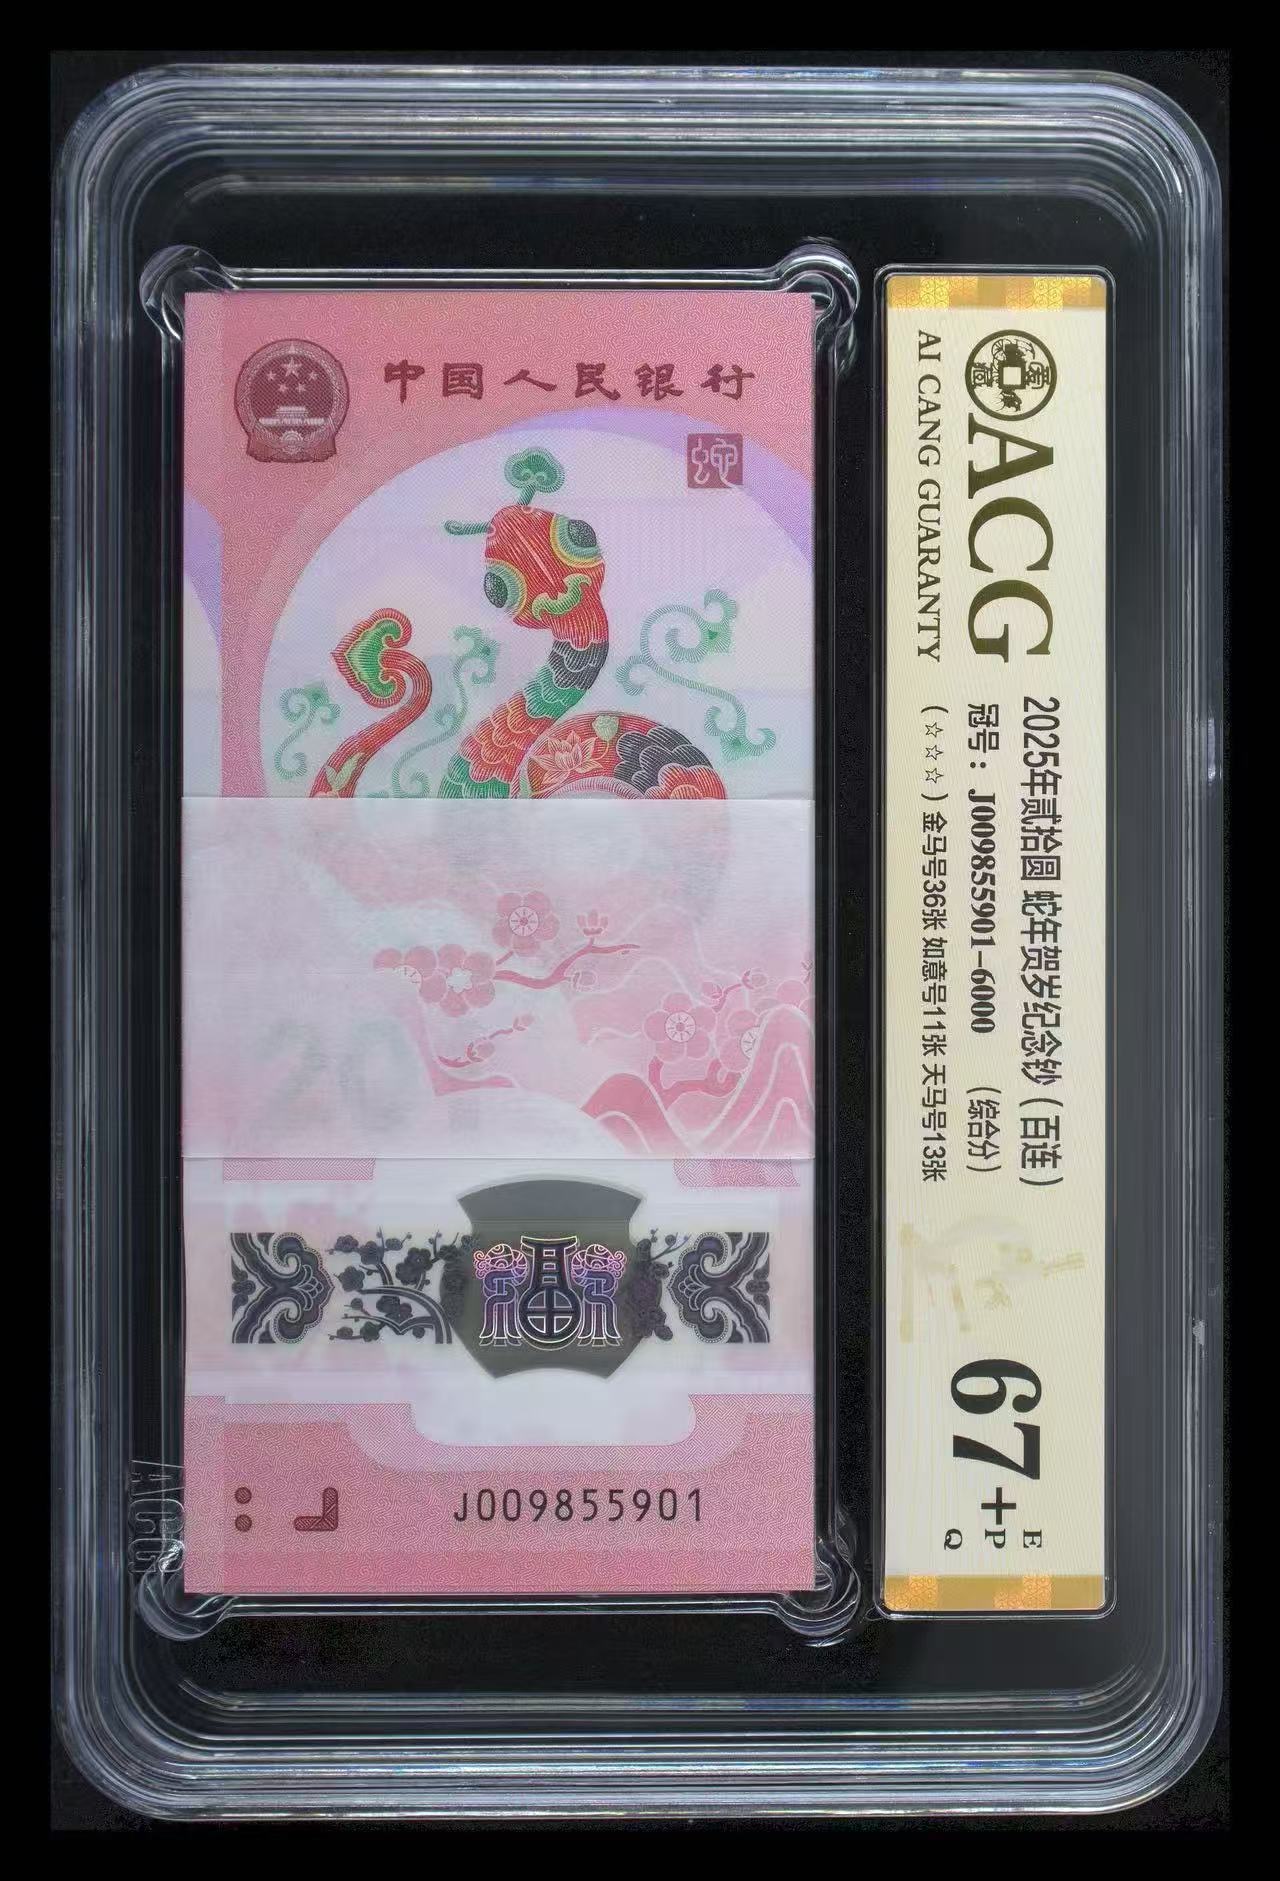 中国人民银行
蛇
J009855901
ACG
AI CANG GUARANTY
2025年贰拾圆 蛇年贺岁纪念钞（百连）
冠号：J009855901-6000 （综合分）
（☆☆☆）金马号36张 如意号11张 天马号13张
67+
E
P
Q
ACG